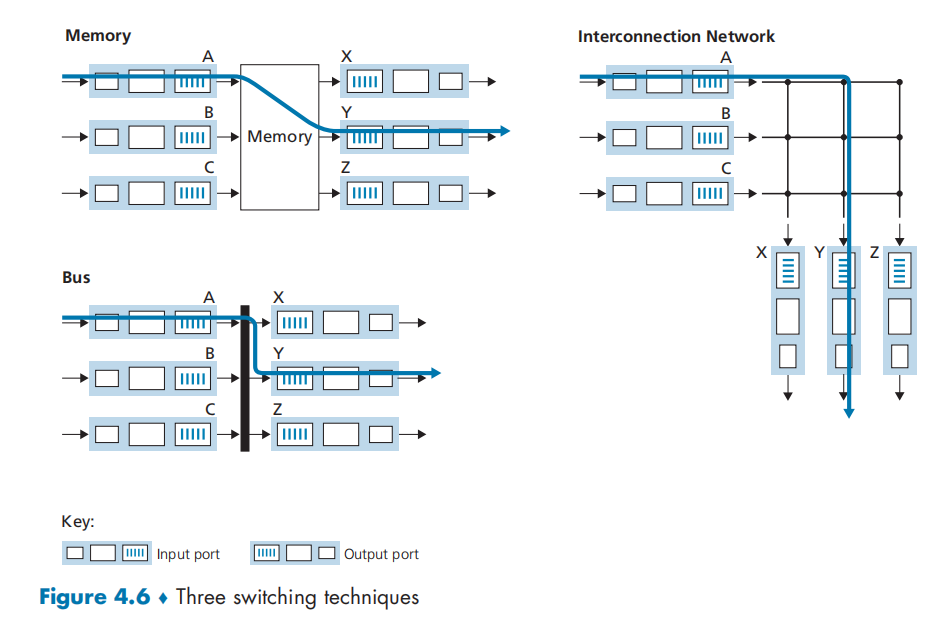 Memory
A
X
B
Y
Memory
C
Z
Interconnection Network
A
B
C
X
Y
Z
Bus
A
X
B
Y
C
Z
Key:
Input port
Output port
Figure 4.6 ♦ Three switching techniques